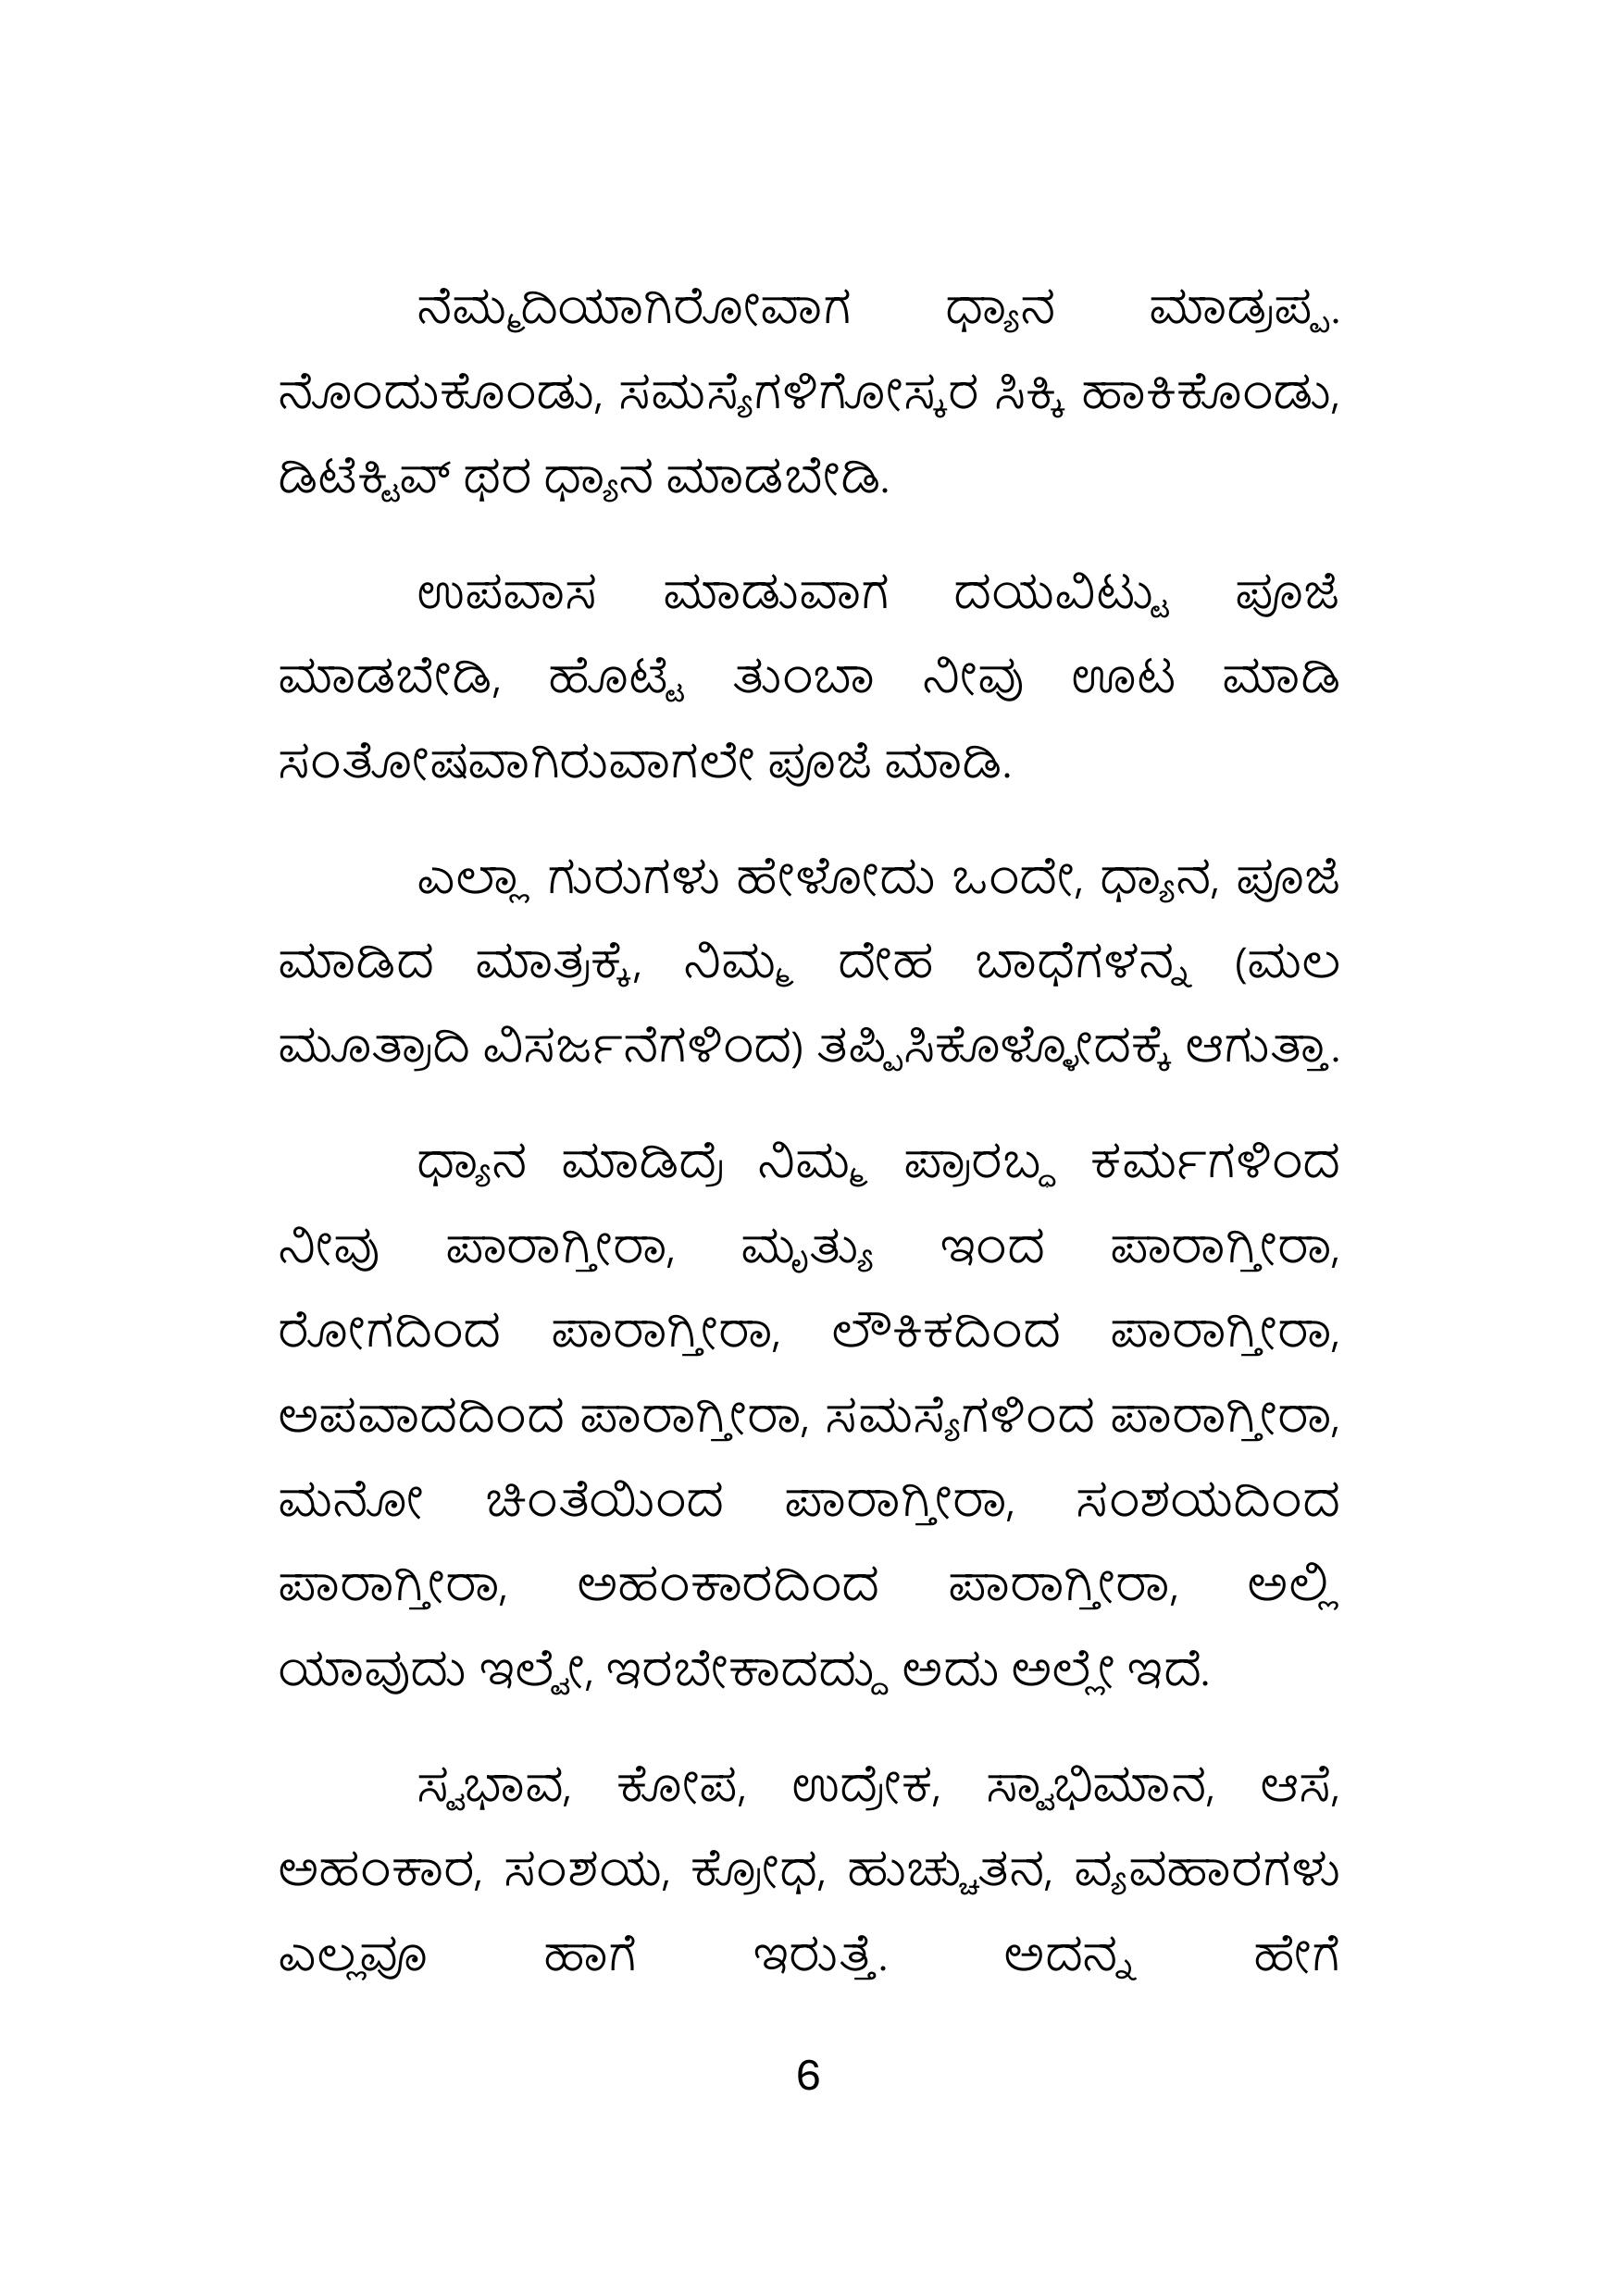 ನೆಮ್ಮದಿಯಾಗಿರೋವಾಗ ಧ್ಯಾನ ಮಾಡ್ರಪ್ಪ.
ನೊಂದುಕೊಂಡು, ಸಮಸ್ಯೆಗಳಿಗೋಸ್ಕರ ಸಿಕ್ಕಿ ಹಾಕಿಕೊಂಡು,
ಡಿಟೆಕ್ಟಿವ್ ಥರ ಧ್ಯಾನ ಮಾಡಬೇಡಿ.
ಉಪವಾಸ ಮಾಡುವಾಗ ದಯವಿಟ್ಟು ಪೂಜೆ
ಮಾಡಬೇಡಿ, ಹೊಟ್ಟೆ ತುಂಬಾ ನೀವು ಊಟ ಮಾಡಿ
ಸಂತೋಷವಾಗಿರುವಾಗಲೇ ಪೂಜೆ ಮಾಡಿ.
ಎಲ್ಲಾ ಗುರುಗಳು ಹೇಳೋದು ಒಂದೇ, ಧ್ಯಾನ, ಪೂಜೆ
ಮಾಡಿದ ಮಾತ್ರಕ್ಕೆ, ನಿಮ್ಮ ದೇಹ ಬಾಧೆಗಳನ್ನ (ಮಲ
ಮೂತ್ರಾದಿ ವಿಸರ್ಜನೆಗಳಿಂದ) ತಪ್ಪಿಸಿಕೊಳ್ಳೋದಕ್ಕೆ ಆಗುತ್ತಾ.
ಧ್ಯಾನ ಮಾಡಿದ್ರೆ ನಿಮ್ಮ ಪ್ರಾರಬ್ಧ ಕರ್ಮಗಳಿಂದ
ನೀವು ಪಾರಾಗ್ತೀರಾ, ಮೃತ್ಯು ಇಂದ ಪಾರಾಗ್ತೀರಾ,
ರೋಗದಿಂದ ಪಾರಾಗ್ತೀರಾ, ಲೌಕಿಕದಿಂದ ಪಾರಾಗ್ತೀರಾ,
ಅಪವಾದದಿಂದ ಪಾರಾಗ್ತೀರಾ, ಸಮಸ್ಯೆಗಳಿಂದ ಪಾರಾಗ್ತೀರಾ,
ಮನೋ ಚಿಂತೆಯಿಂದ ಪಾರಾಗ್ತೀರಾ, ಸಂಶಯದಿಂದ
ಪಾರಾಗ್ತೀರಾ, ಅಹಂಕಾರದಿಂದ ಪಾರಾಗ್ತೀರಾ, ಅಲ್ಲಿ
ಯಾವುದು ಇಲ್ವೇ, ಇರಬೇಕಾದದ್ದು ಅದು ಅಲ್ಲೇ ಇದೆ.
ಸ್ವಭಾವ, ಕೋಪ, ಉದ್ರೇಕ, ಸ್ವಾಭಿಮಾನ, ಆಸೆ,
ಅಹಂಕಾರ, ಸಂಶಯ, ಕ್ರೋಧ, ಹುಚ್ಚುತನ, ವ್ಯವಹಾರಗಳು
ಎಲ್ಲವೂ ಹಾಗೆ ಇರುತ್ತೆ. ಅದನ್ನ ಹೇಗೆ
6